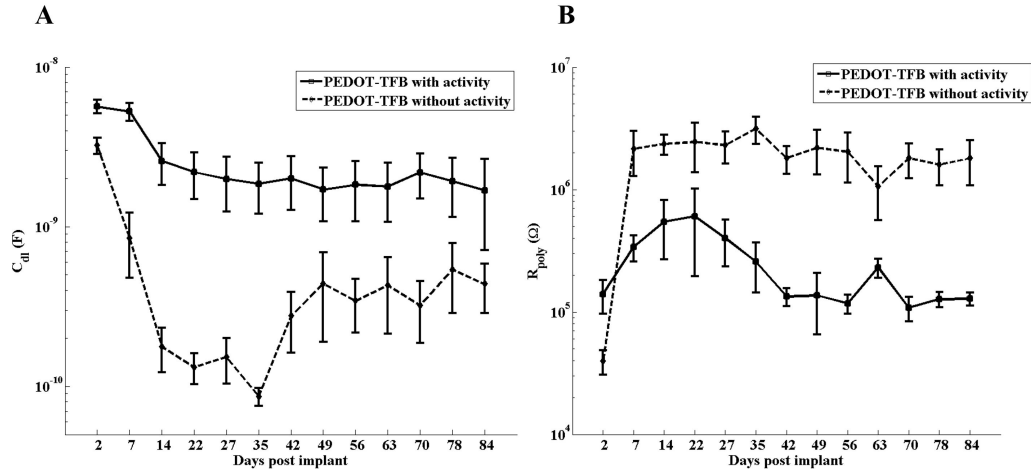 A
B
PEDOT-TFB with activity
PEDOT-TFB without activity
10^-8
10^-9
10^-10
C_dl (F)
2 7 14 22 27 35 42 49 56 63 70 78 84
Days post implant
PEDOT-TFB with activity
PEDOT-TFB without activity
10^7
10^6
10^5
10^4
R_poly (Ω)
2 7 14 22 27 35 42 49 56 63 70 78 84
Days post implant